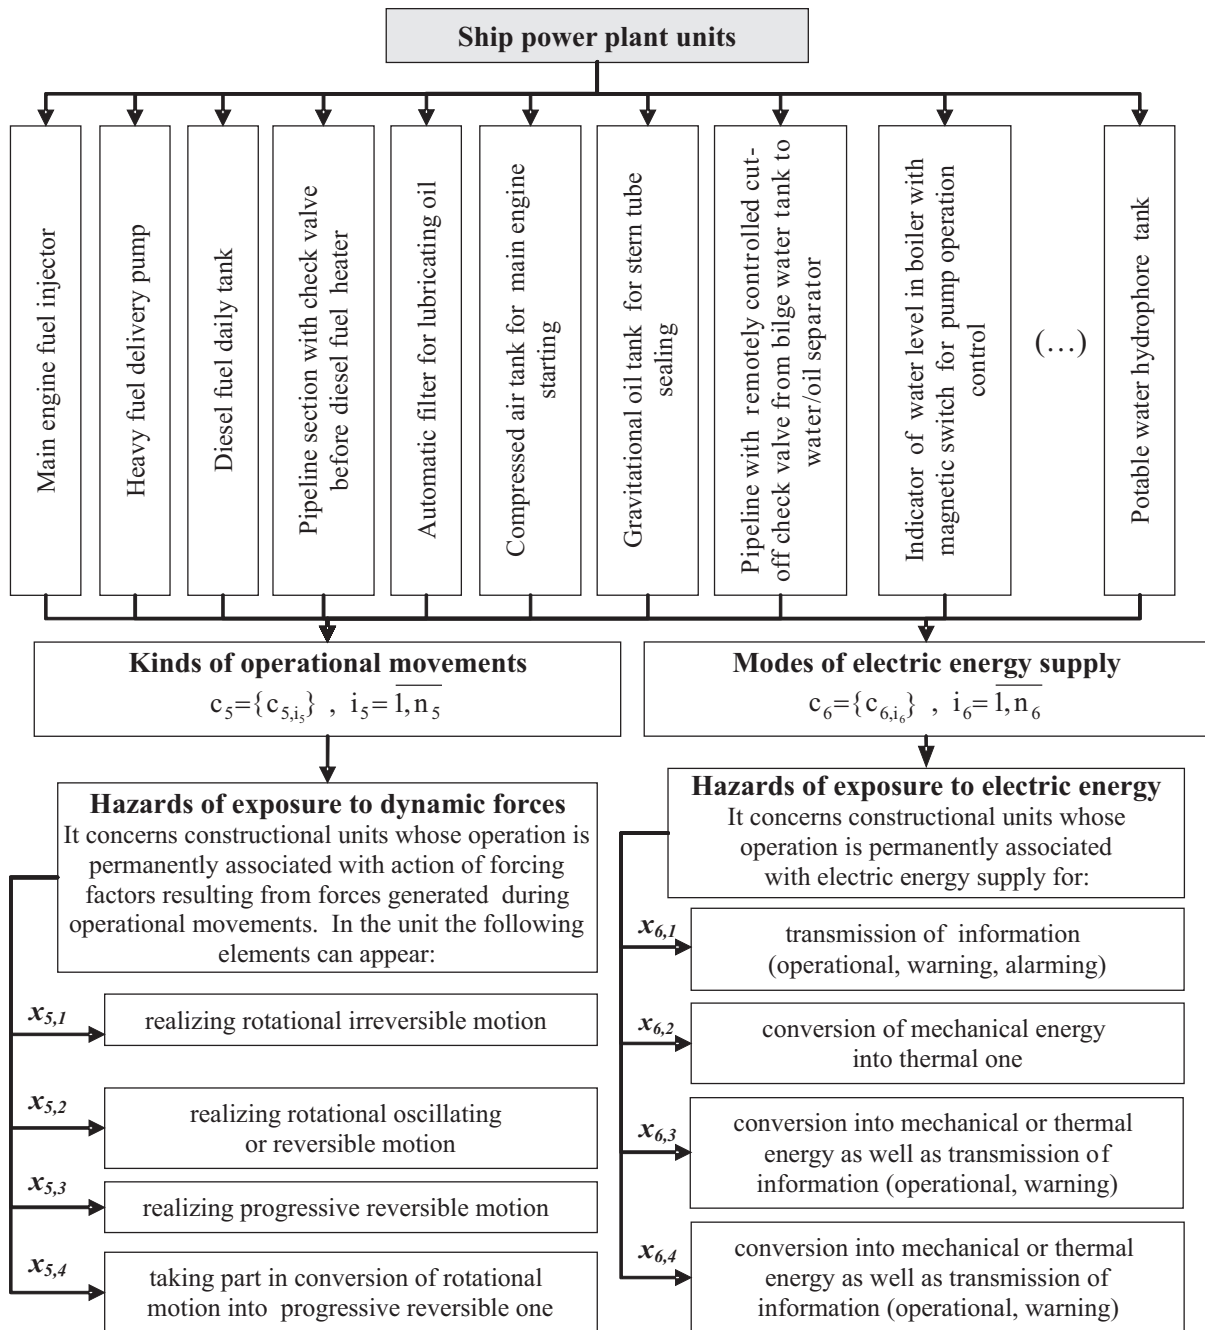 Ship power plant units
Main engine fuel injector
Heavy fuel delivery pump
Diesel fuel daily tank
Pipeline section with check valve
before diesel fuel heater
Automatic filter for lubricating oil
Compressed air tank for main engine
starting
Gravitational oil tank for stern tube
sealing
Pipeline with remotely controlled cut-
off check valve from bilge water tank to
water/oil separator
Indicator of water level in boiler with
magnetic switch for pump operation
control
(...)
Potable water hydrophore tank
Kinds of operational movements
c₅={c₅,ᵢ₅} , i₅= \overline{1,n₅}
Modes of electric energy supply
c₆={c₆,ᵢ₆} , i₆= \overline{1,n₆}
Hazards of exposure to dynamic forces
It concerns constructional units whose operation is
permanently associated with action of forcing
factors resulting from forces generated during
operational movements. In the unit the following
elements can appear:
x5,1
realizing rotational irreversible motion
x5,2
realizing rotational oscillating
or reversible motion
x5,3
realizing progressive reversible motion
x5,4
taking part in conversion of rotational
motion into progressive reversible one
Hazards of exposure to electric energy
It concerns constructional units whose
operation is permanently associated
with electric energy supply for:
x6,1
transmission of information
(operational, warning, alarming)
x6,2
conversion of mechanical energy
into thermal one
x6,3
conversion into mechanical or thermal
energy as well as transmission of
information (operational, warning)
x6,4
conversion into mechanical or thermal
energy as well as transmission of
information (operational, warning)